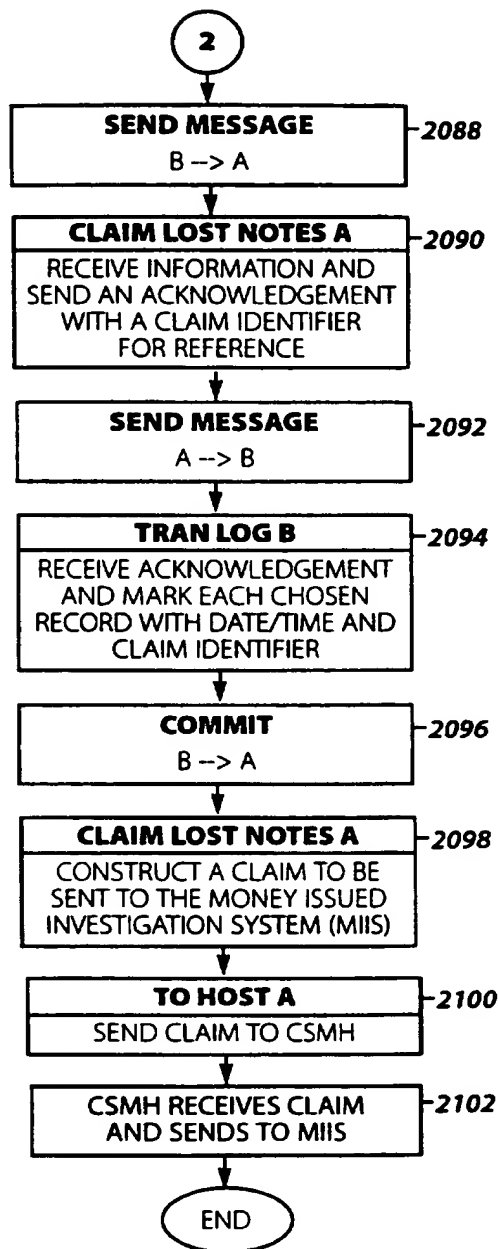 2
SEND MESSAGE
2088
B --> A
CLAIM LOST NOTES A
2090
RECEIVE INFORMATION AND
SEND AN ACKNOWLEDGEMENT
WITH A CLAIM IDENTIFIER
FOR REFERENCE
SEND MESSAGE
2092
A --> B
TRAN LOG B
2094
RECEIVE ACKNOWLEDGEMENT
AND MARK EACH CHOSEN
RECORD WITH DATE/TIME AND
CLAIM IDENTIFIER
COMMIT
2096
B --> A
CLAIM LOST NOTES A
2098
CONSTRUCT A CLAIM TO BE
SENT TO THE MONEY ISSUED
INVESTIGATION SYSTEM (MIIS)
TO HOST A
2100
SEND CLAIM TO CSMH
CSMH RECEIVES CLAIM
2102
AND SENDS TO MIIS
END